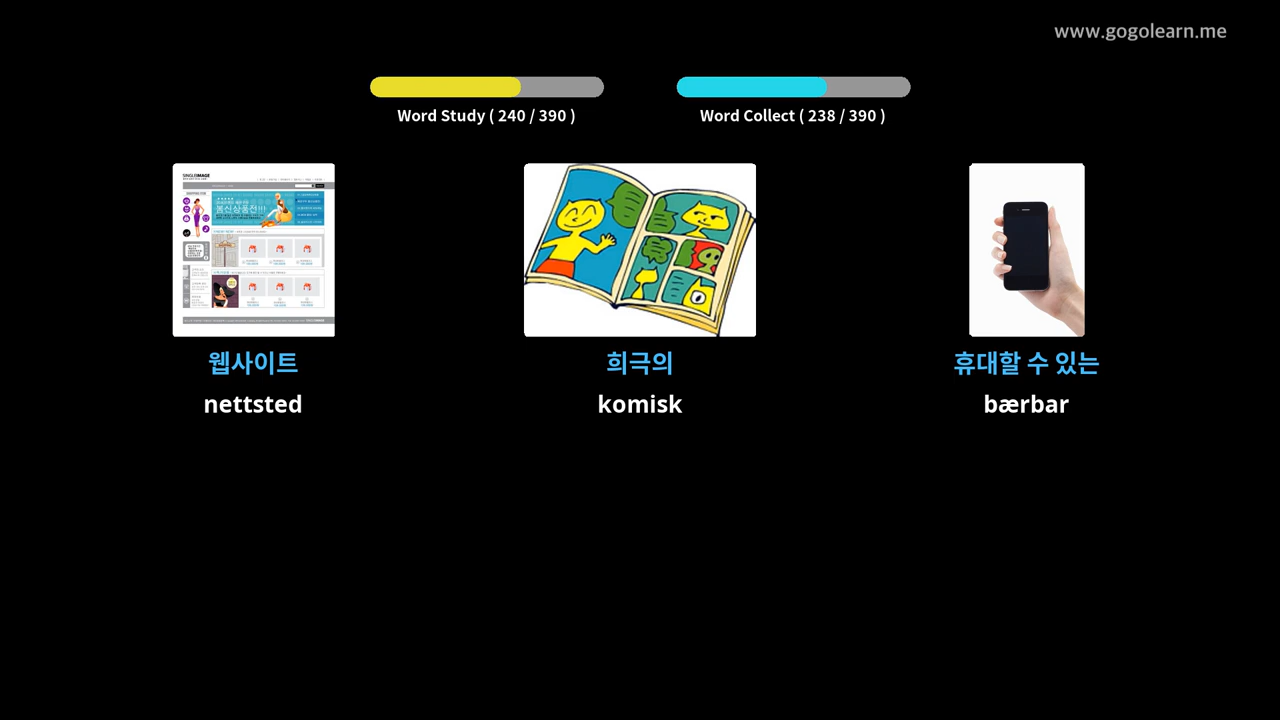 www.gogolearn.me
Word Study ( 240 / 390 )
Word Collect ( 238 / 390 )
웹사이트
희극의
휴대할 수 있는
nettsted
komisk
bærbar